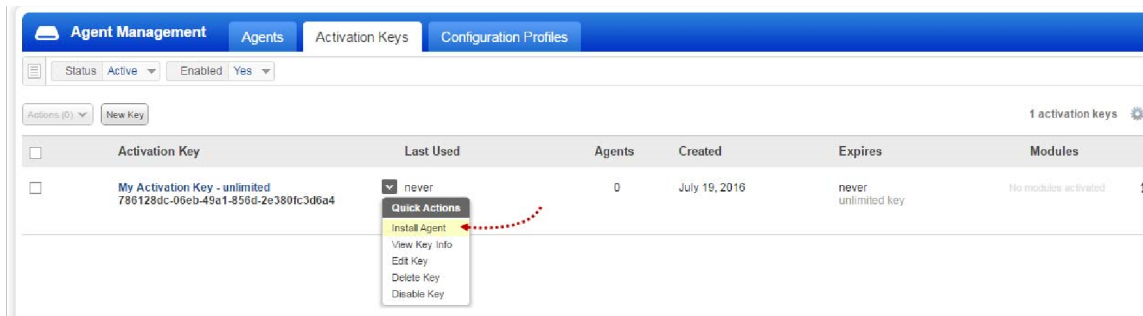 Agent Management Agents Activation Keys Configuration Profiles
Status Active Enabled Yes
Actions (0) New Key 1 activation keys
Activation Key Last Used Agents Created Expires Modules
My Activation Key - unlimited never 0 July 19, 2016 never No modules activated
786128dc-06eb-49a1-856d-2e380fc3d6a4 unlimited key
Quick Actions
Install Agent
View Key Info
Edit Key
Delete Key
Disable Key